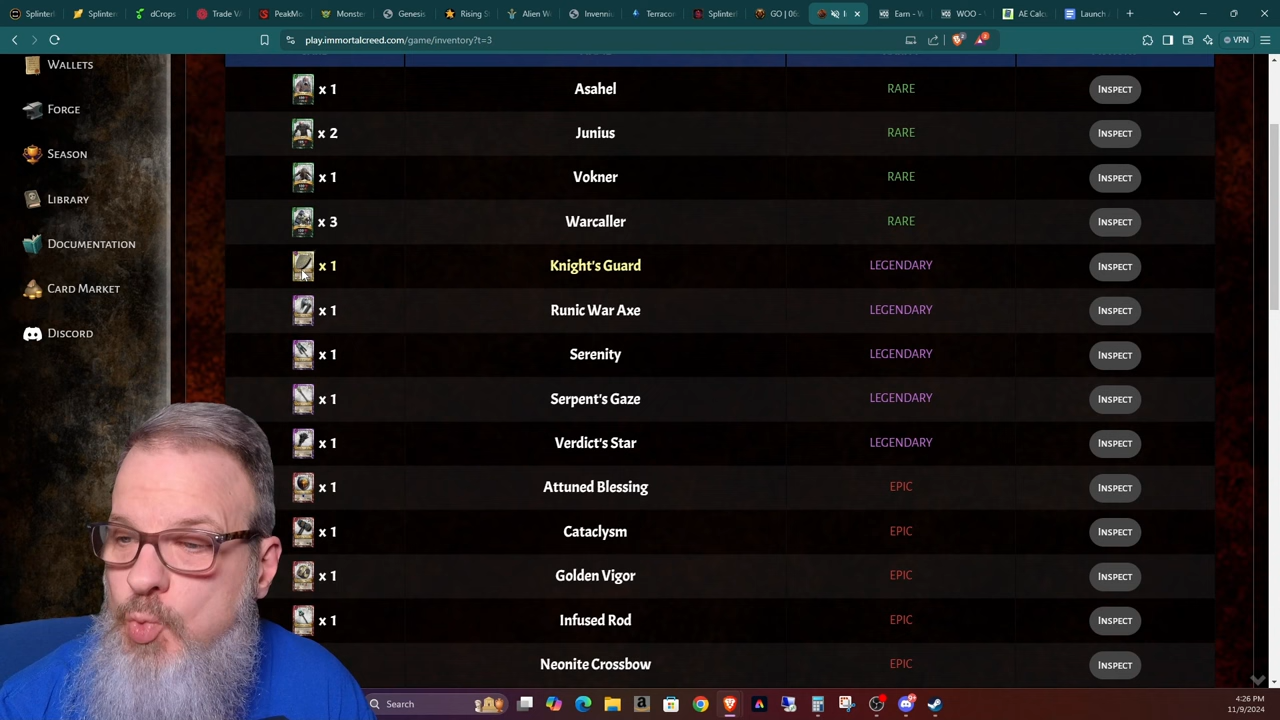 Splinterl
Splinter
dCrops
Trade W
PeakMo
Monster
Genesis
Rising S
Alien W
Invenniu
Terracor
Splinterl
GO | 06:
Earn - W
WOO -
AE Calcu
Launch
play.immortalcreed.com/game/inventory?t=3
VPN
Wallets
Forge
Season
Library
Documentation
Card Market
Discord
x 1 Asahel RARE Inspect
x 2 Junius RARE Inspect
x 1 Vokner RARE Inspect
x 3 Warcaller RARE Inspect
x 1 Knight's Guard LEGENDARY Inspect
x 1 Runic War Axe LEGENDARY Inspect
x 1 Serenity LEGENDARY Inspect
x 1 Serpent's Gaze LEGENDARY Inspect
x 1 Verdict's Star LEGENDARY Inspect
x 1 Attuned Blessing EPIC Inspect
x 1 Cataclysm EPIC Inspect
x 1 Golden Vigor EPIC Inspect
x 1 Infused Rod EPIC Inspect
Neonite Crossbow EPIC Inspect
Search
4:26 PM
11/9/2024